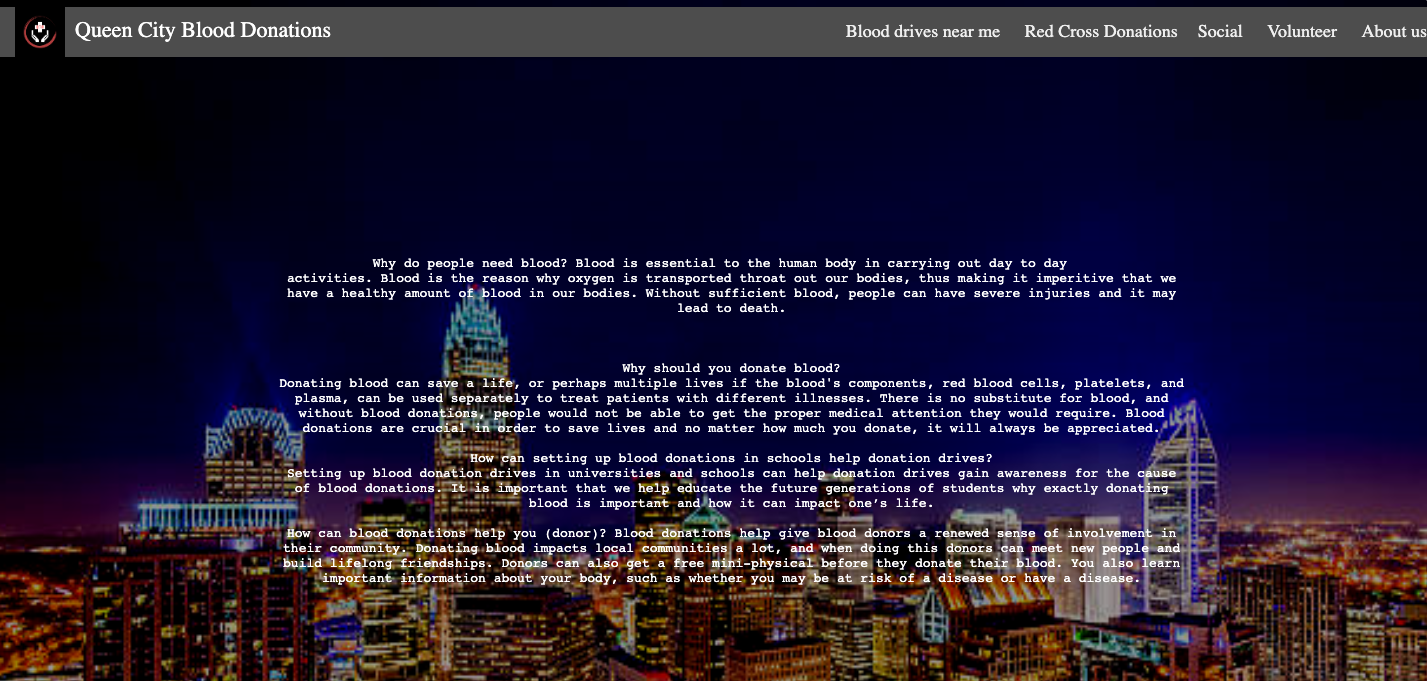 Queen City Blood Donations
Blood drives near me
Red Cross Donations
Social
Volunteer
About us
Why do people need blood? Blood is essential to the human body in carrying out day to day
activities. Blood is the reason why oxygen is transported throat out our bodies, thus making it imperitive that we
have a healthy amount of blood in our bodies. Without sufficient blood, people can have severe injuries and it may
lead to death.
Why should you donate blood?
Donating blood can save a life, or perhaps multiple lives if the blood's components, red blood cells, platelets, and
plasma, can be used separately to treat patients with different illnesses. There is no substitute for blood, and
without blood donations, people would not be able to get the proper medical attention they would require. Blood
donations are crucial in order to save lives and no matter how much you donate, it will always be appreciated.
How can setting up blood donations in schools help donation drives?
Setting up blood donation drives in universities and schools can help donation drives gain awareness for the cause
of blood donations. It is important that we help educate the future generations of students why exactly donating
blood is important and how it can impact one’s life.
How can blood donations help you (donor)? Blood donations help give blood donors a renewed sense of involvement in
their community. Donating blood impacts local communities a lot, and when doing this donors can meet new people and
build lifelong friendships. Donors can also get a free mini-physical before they donate their blood. You also learn
important information about your body, such as whether you may be at risk of a disease or have a disease.